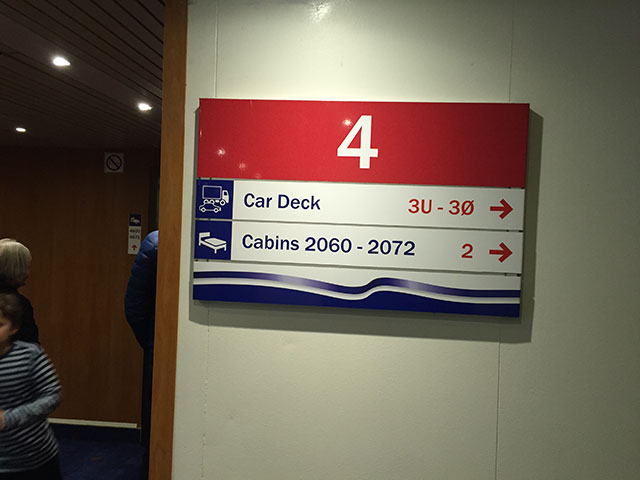 4
Car Deck 3U - 3Ø →
Cabins 2060 - 2072 2 →